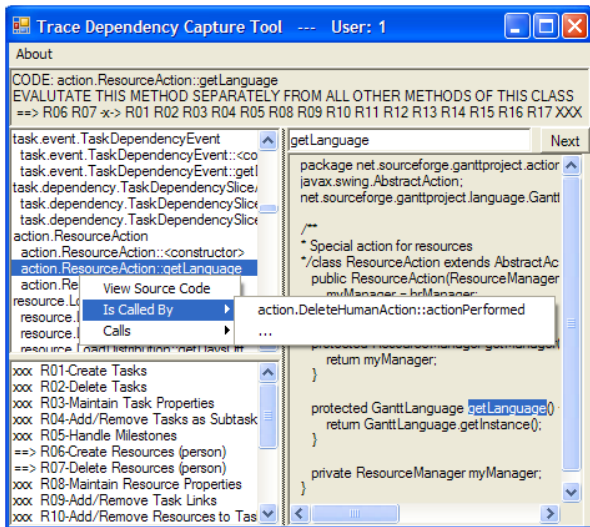 Trace Dependency Capture Tool --- User: 1
About
CODE: action.ResourceAction::getLanguage
EVALUTATE THIS METHOD SEPARATELY FROM ALL OTHER METHODS OF THIS CLASS
==> R06 R07 -x-> R01 R02 R03 R04 R05 R08 R09 R10 R11 R12 R13 R14 R15 R16 R17 XXX
task.event.TaskDependencyEvent
task.event.TaskDependencyEvent::<co
task.event.TaskDependencyEvent::getI
task.dependency.TaskDependencySlice
task.dependency.TaskDependencySlice
task.dependency.TaskDependencySlice
action.ResourceAction
action.ResourceAction::<constructor>
action.ResourceAction::getLanguage
action.Re
resource.Lo
resource.
resource.
resource.LoadDistribution::getDaysOff
View Source Code
Is Called By
Calls
action.DeleteHumanAction::actionPerformed
...
xxx R01-Create Tasks
xxx R02-Delete Tasks
xxx R03-Maintain Task Properties
xxx R04-Add/Remove Tasks as Subtask
xxx R05-Handle Milestones
==> R06-Create Resources (person)
==> R07-Delete Resources (person)
xxx R08-Maintain Resource Properties
xxx R09-Add/Remove Task Links
xxx R10-Add/Remove Resources to Tas
getLanguage
Next
package net.sourceforge.ganttproject.action
javax.swing.AbstractAction;
net.sourceforge.ganttproject.language.Gantt
/**
* Special action for resources
*/class ResourceAction extends AbstractAc
public ResourceAction(ResourceManager
myManager = hrManager;
protected ResourceManager getManager(
return myManager;
}
protected GanttLanguage getLanguage()
return GanttLanguage.getInstance();
}
private ResourceManager myManager;
}